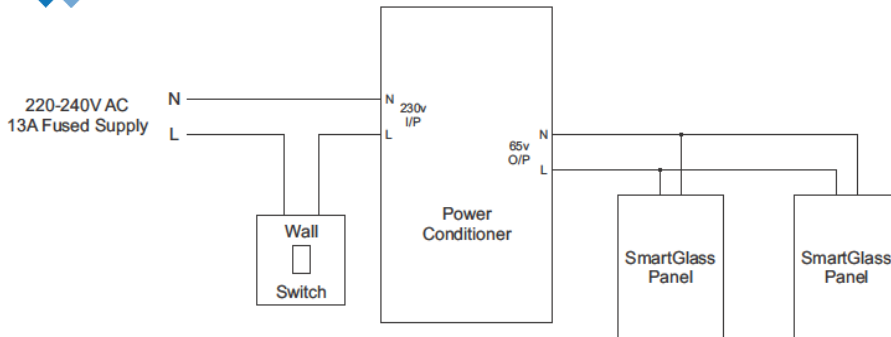 220-240V AC
13A Fused Supply
N
L
N
230v
I/P
L
65v
O/P
N
L
Wall
Switch
Power
Conditioner
SmartGlass
Panel
SmartGlass
Panel